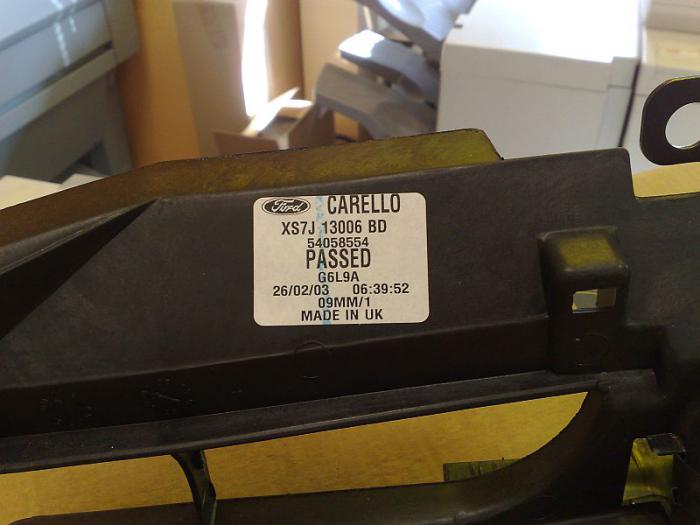 Ford CARELLO
XS7J 13006 BD
54058554
PASSED
G6L9A
26/02/03 06:39:52
09MM/1
MADE IN UK